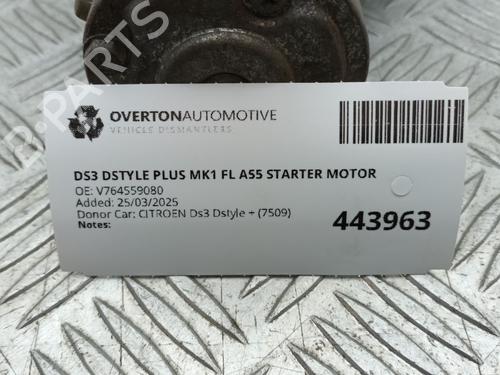 B-PARTS
OVERTONAUTOMOTIVE
VEHICLE DISMANTLERS
DS3 DSTYLE PLUS MK1 FL A55 STARTER MOTOR
OE: V764559080
Added: 25/03/2025
Donor Car: CITROEN Ds3 Dstyle + (7509)
Notes:
443963